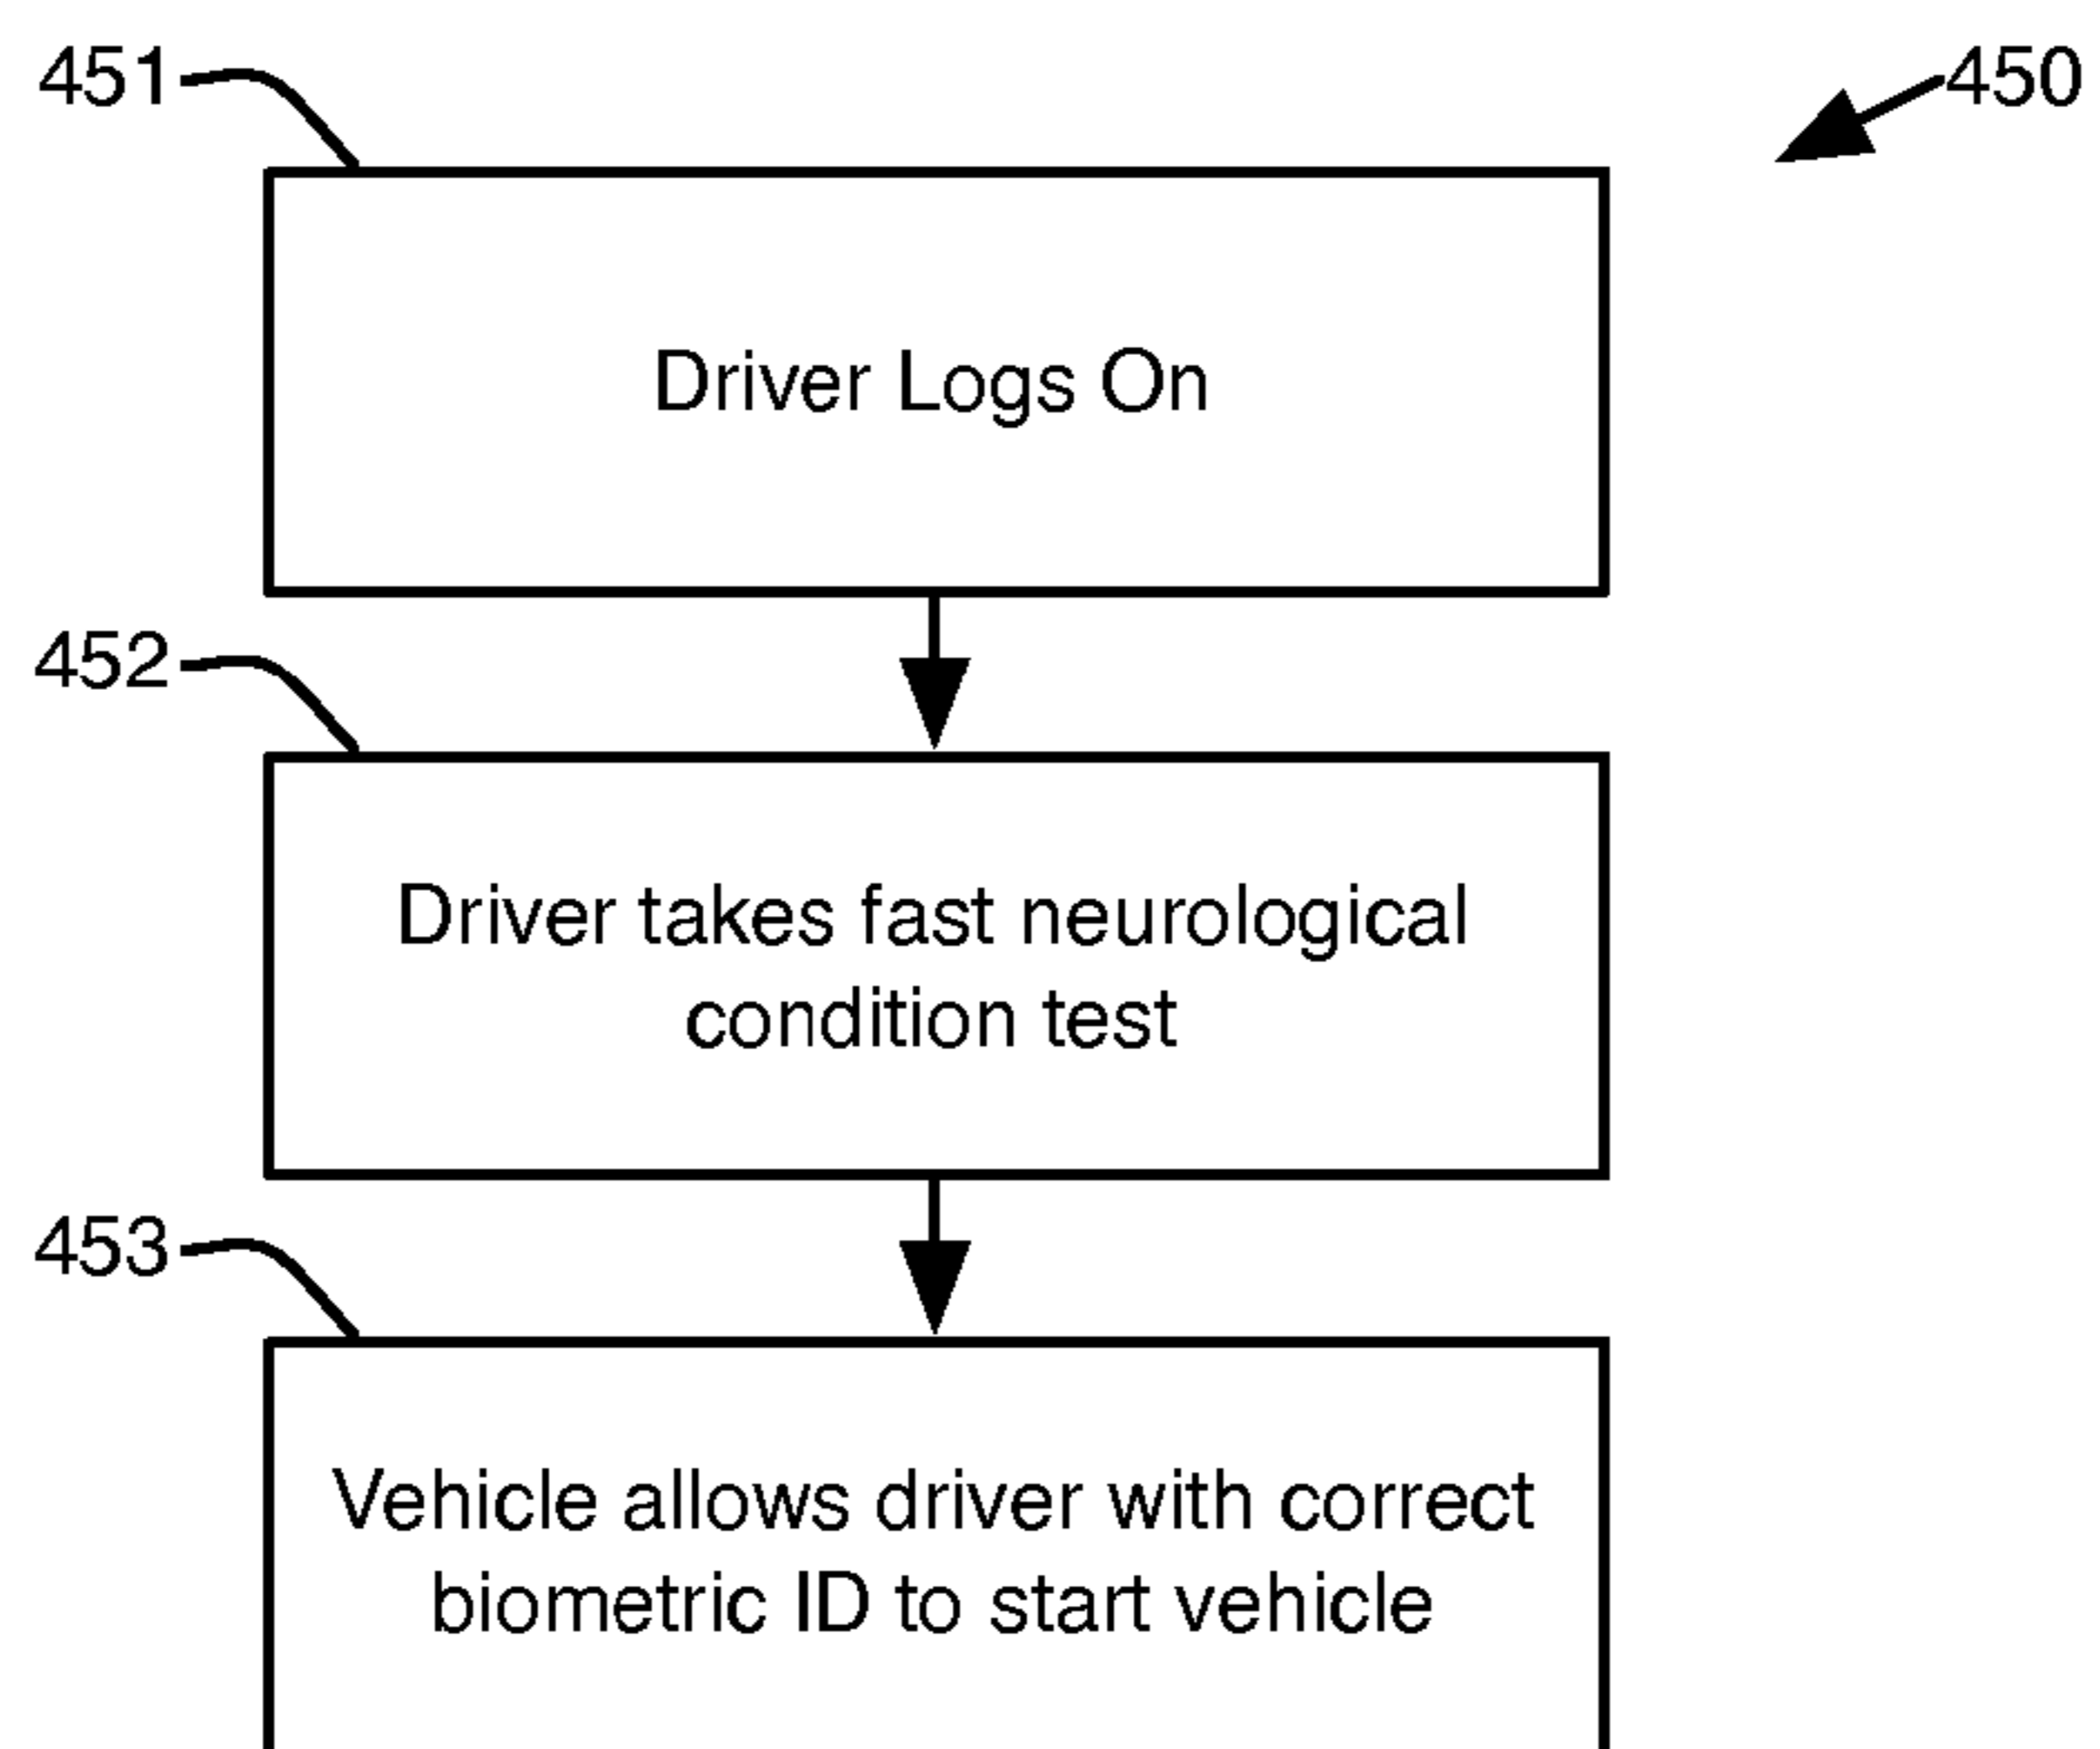 451
450
Driver Logs On
452
Driver takes fast neurological
condition test
453
Vehicle allows driver with correct
biometric ID to start vehicle